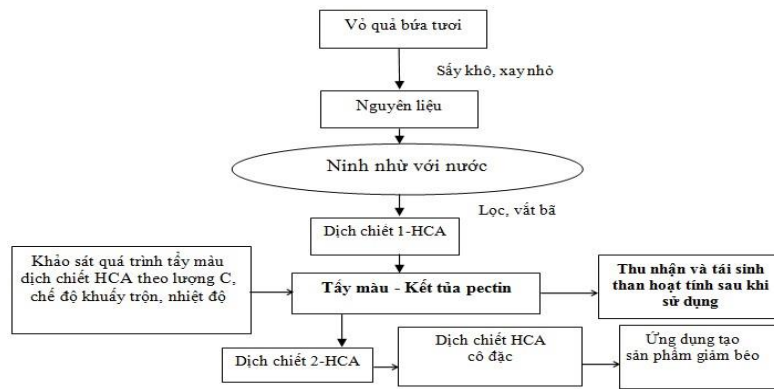 Vỏ quả bứa tươi
Sấy khô, xay nhỏ
Nguyên liệu
Ninh nhừ với nước
Lọc, vắt bã
Dịch chiết 1-HCA
Khảo sát quá trình tẩy màu
dịch chiết HCA theo lượng C,
chế độ khuấy trộn, nhiệt độ
Tẩy màu - Kết tủa pectin
Thu nhận và tái sinh
than hoạt tính sau khi
sử dụng
Dịch chiết 2-HCA
Dịch chiết HCA
cô đặc
Ứng dụng tạo
sản phẩm giảm béo